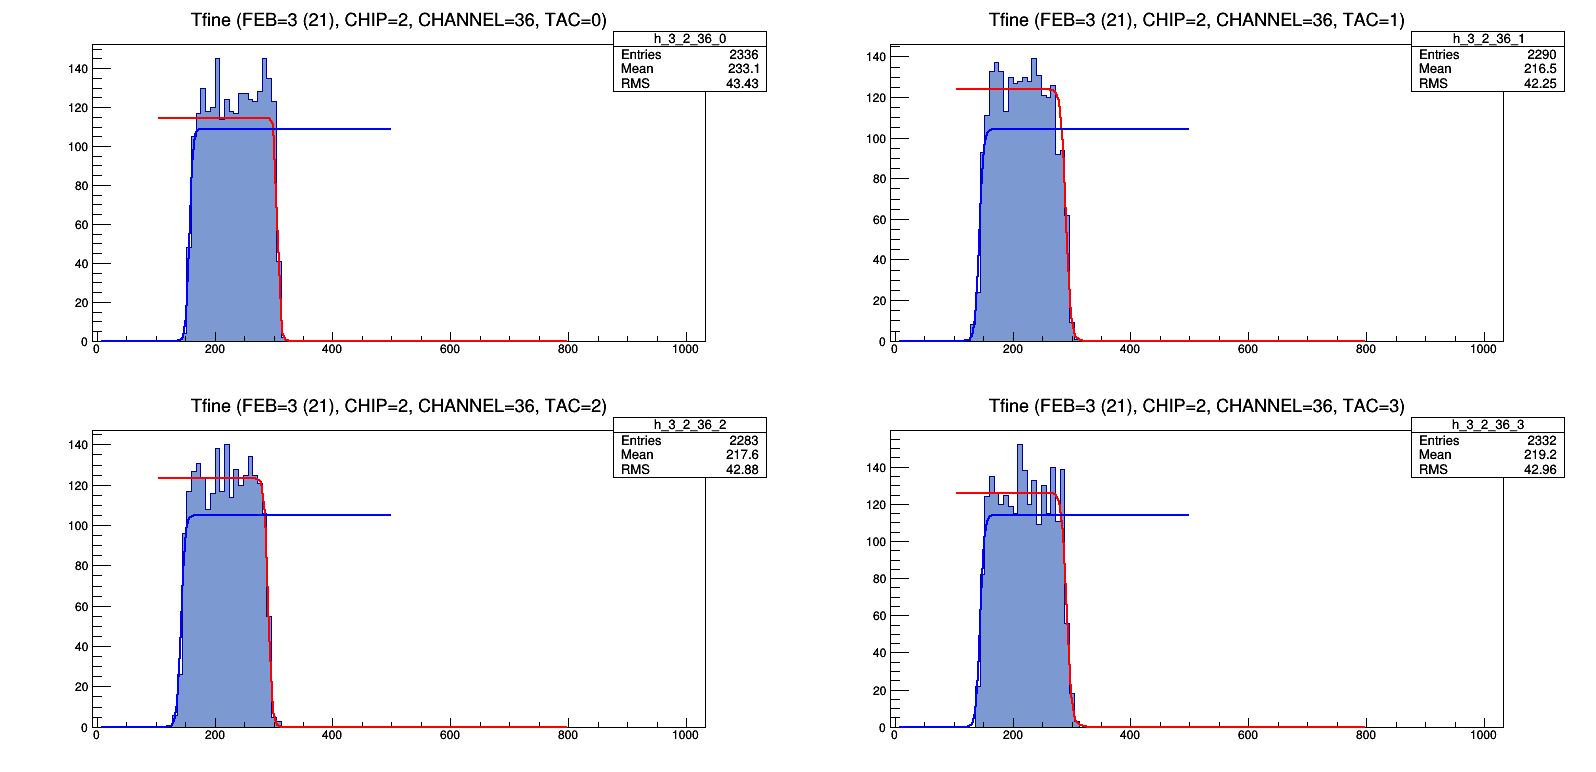 Tfine (FEB=3 (21), CHIP=2, CHANNEL=36, TAC=0)
h_3_2_36_0
Entries 2336
Mean 233.1
RMS 43.43
140
120
100
80
60
40
20
0
0 200 400 600 800 1000
Tfine (FEB=3 (21), CHIP=2, CHANNEL=36, TAC=1)
h_3_2_36_1
Entries 2290
Mean 216.5
RMS 42.25
140
120
100
80
60
40
20
0
0 200 400 600 800 1000
Tfine (FEB=3 (21), CHIP=2, CHANNEL=36, TAC=2)
h_3_2_36_2
Entries 2283
Mean 217.6
RMS 42.88
140
120
100
80
60
40
20
0
0 200 400 600 800 1000
Tfine (FEB=3 (21), CHIP=2, CHANNEL=36, TAC=3)
h_3_2_36_3
Entries 2332
Mean 219.2
RMS 42.96
140
120
100
80
60
40
20
0
0 200 400 600 800 1000